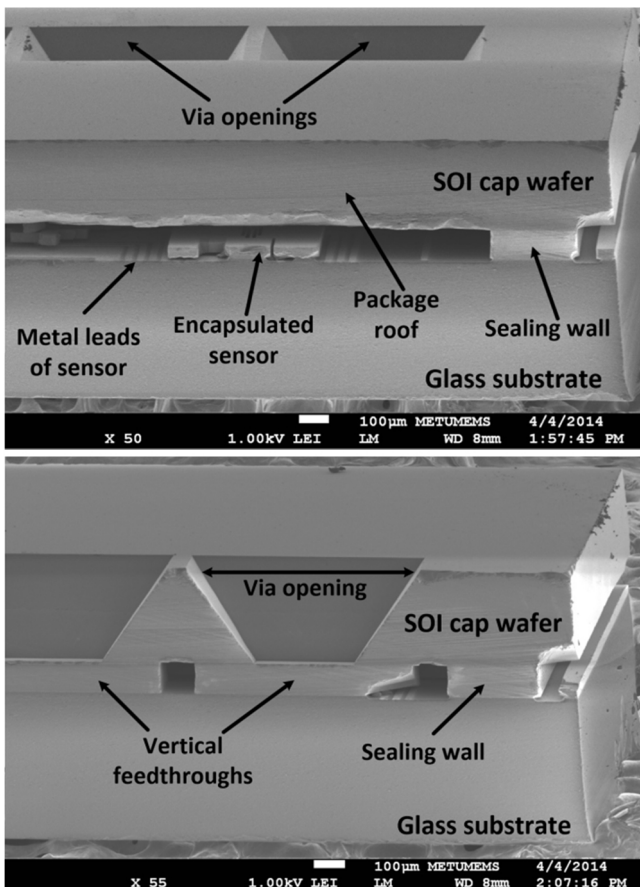 Via openings
SOI cap wafer
Metal leads
of sensor
Encapsulated
sensor
Package
roof
Sealing wall
Glass substrate
100µm METUMEMS 4/4/2014
X 50 1.00kV LEI LM WD 8mm 1:57:45 PM
Via opening
SOI cap wafer
Vertical
feedthroughs
Sealing wall
Glass substrate
100µm METUMEMS 4/4/2014
X 55 1.00kV LEI LM WD 8mm 2:07:16 PM